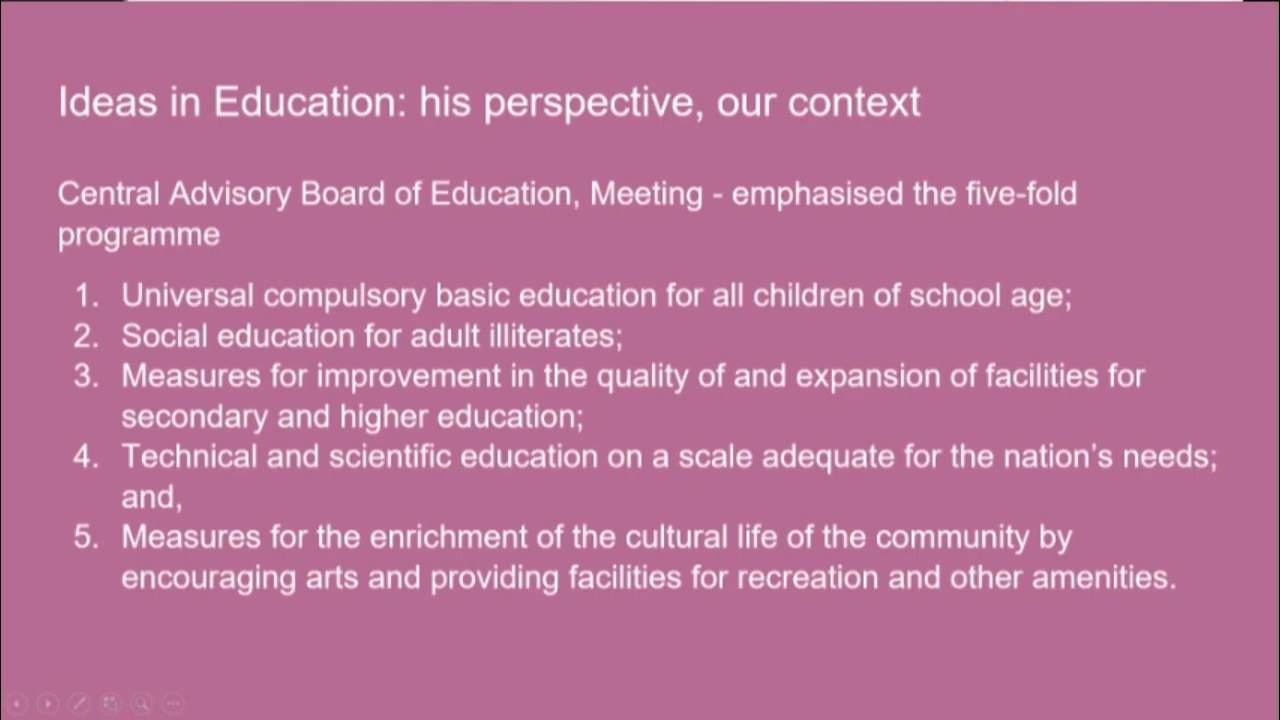 Ideas in Education: his perspective, our context
Central Advisory Board of Education, Meeting - emphasised the five-fold
programme
1. Universal compulsory basic education for all children of school age;
2. Social education for adult illiterates;
3. Measures for improvement in the quality of and expansion of facilities for
secondary and higher education;
4. Technical and scientific education on a scale adequate for the nation's needs;
and,
5. Measures for the enrichment of the cultural life of the community by
encouraging arts and providing facilities for recreation and other amenities.